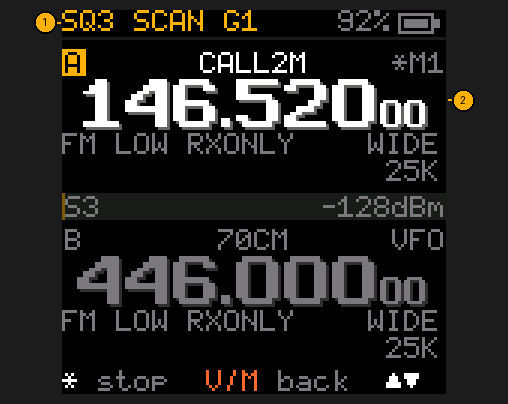 1 SQ3 SCAN G1 92%
A CALL2M *M1
146.52000 2
FM LOW RXONLY WIDE
25K
S3 -128dBm
B 70CM VFO
446.00000
FM LOW RXONLY WIDE
25K
* stop V/M back ▲▼